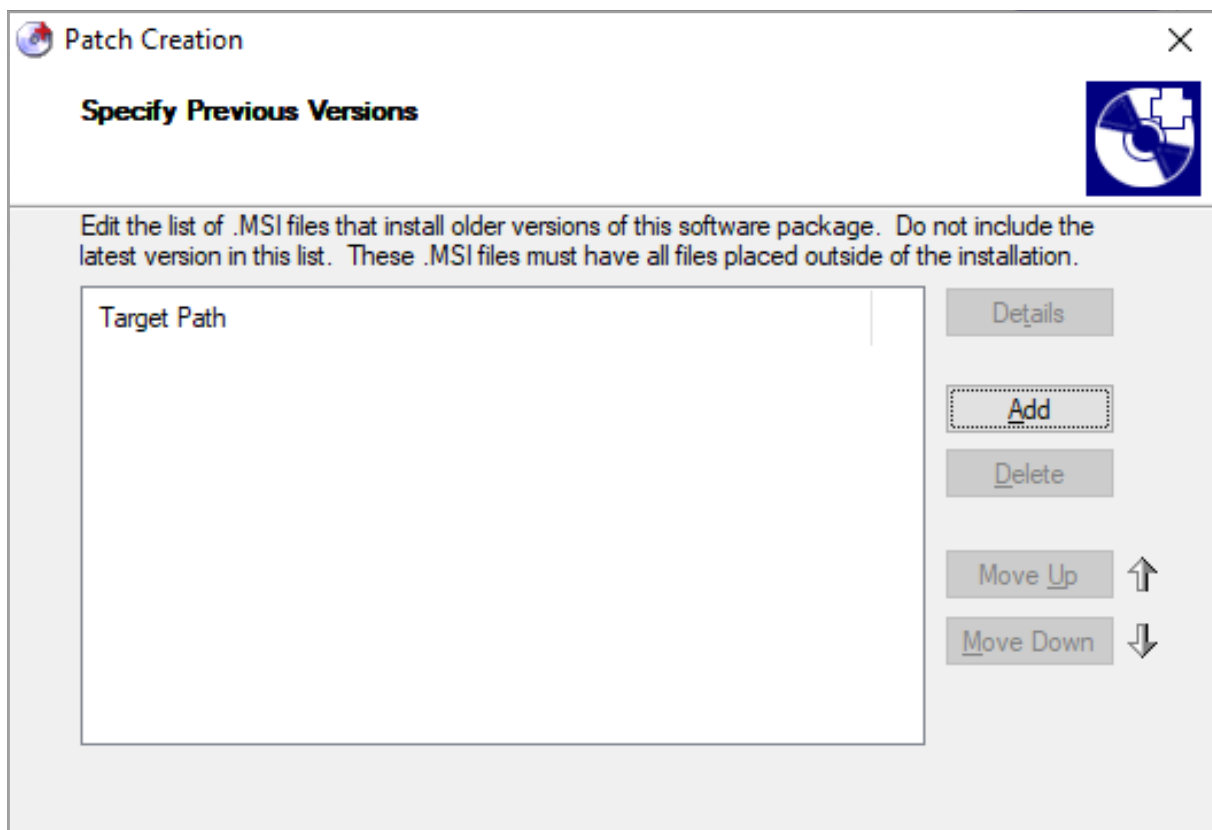 Patch Creation
Specify Previous Versions
Edit the list of .MSI files that install older versions of this software package.  Do not include the
latest version in this list.  These .MSI files must have all files placed outside of the installation.
Target Path
Details
Add
Delete
Move Up
Move Down